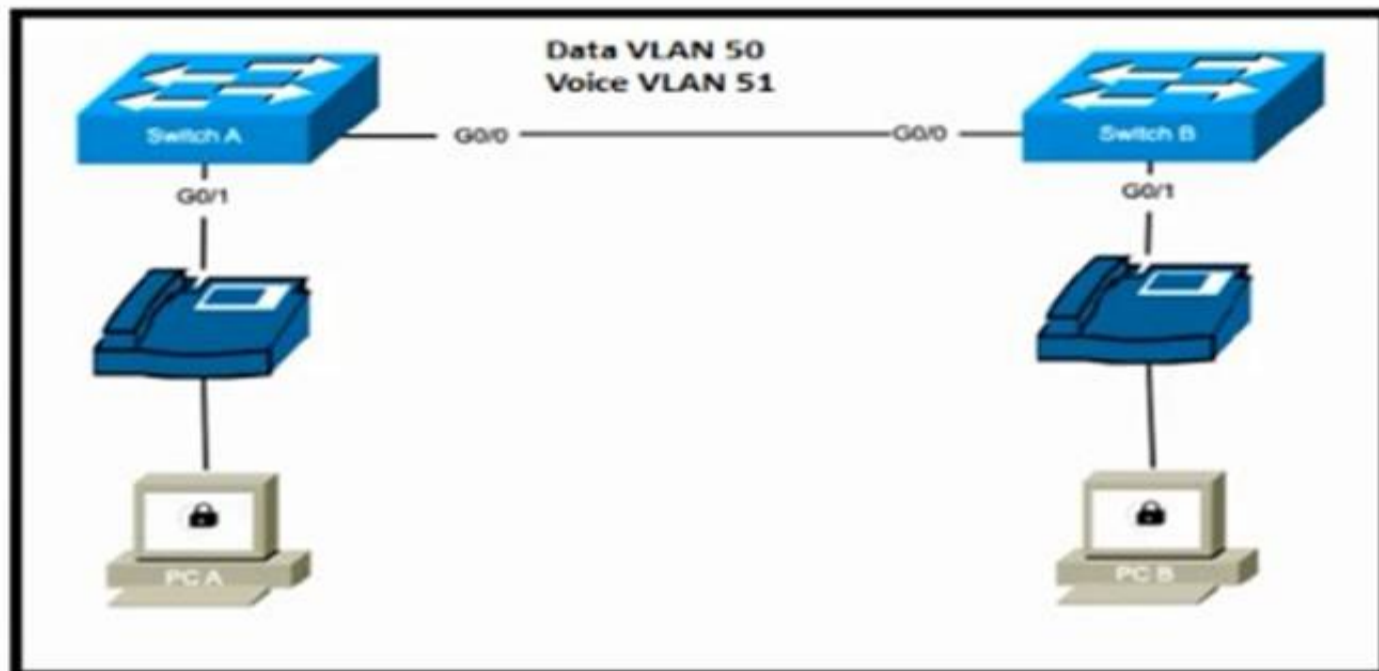 Data VLAN 50
Voice VLAN 51
Switch A
G0/0
G0/0
Switch B
G0/1
G0/1
PC A
PC B